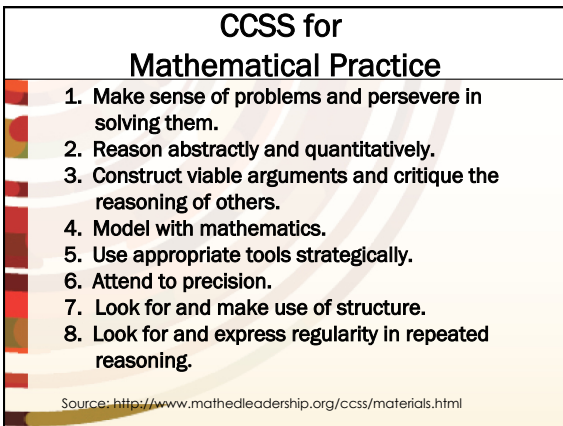 CCSS for
Mathematical Practice
1. Make sense of problems and persevere in
solving them.
2. Reason abstractly and quantitatively.
3. Construct viable arguments and critique the
reasoning of others.
4. Model with mathematics.
5. Use appropriate tools strategically.
6. Attend to precision.
7. Look for and make use of structure.
8. Look for and express regularity in repeated
reasoning.
Source: http://www.mathedleadership.org/ccss/materials.html